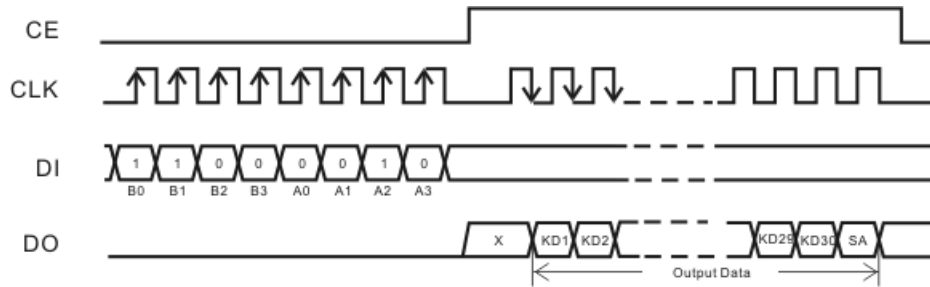 CE
CLK
DI
1 1 0 0 0 0 1 0
B0 B1 B2 B3 A0 A1 A2 A3
DO
X KD1 KD2 KD29 KD30 SA
Output Data